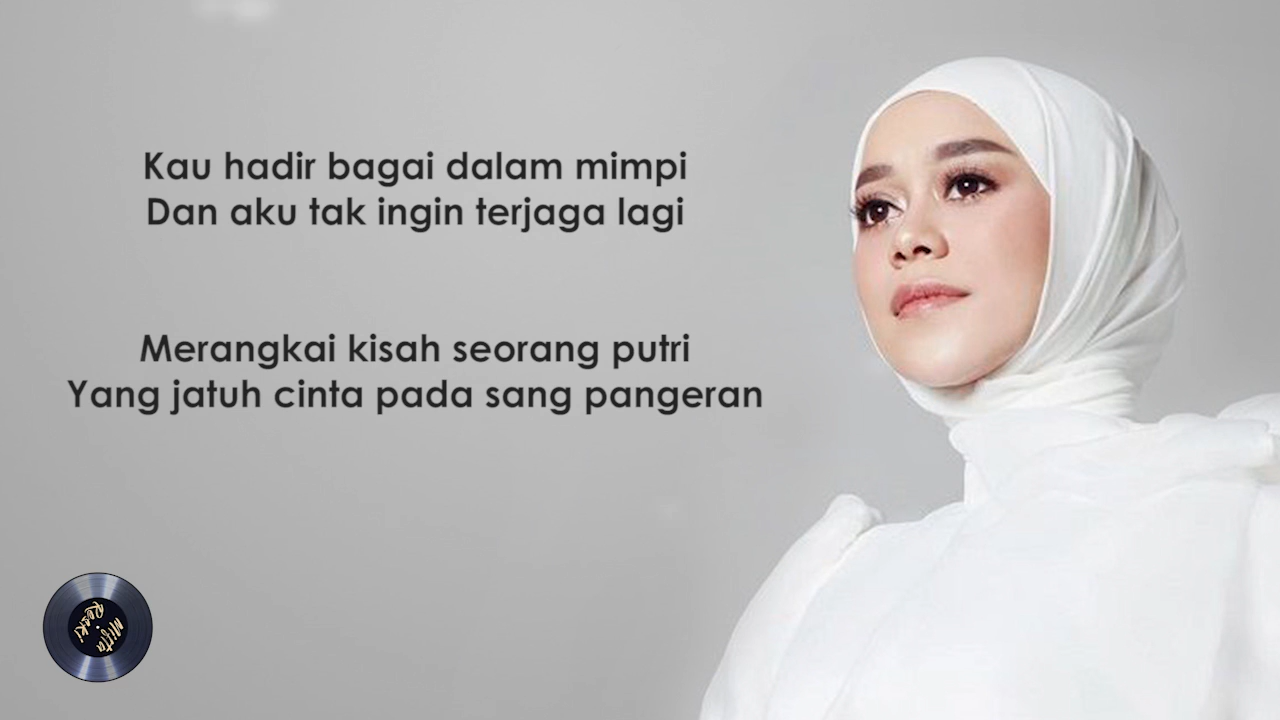 Kau hadir bagai dalam mimpi
Dan aku tak ingin terjaga lagi
Merangkai kisah seorang putri
Yang jatuh cinta pada sang pangeran